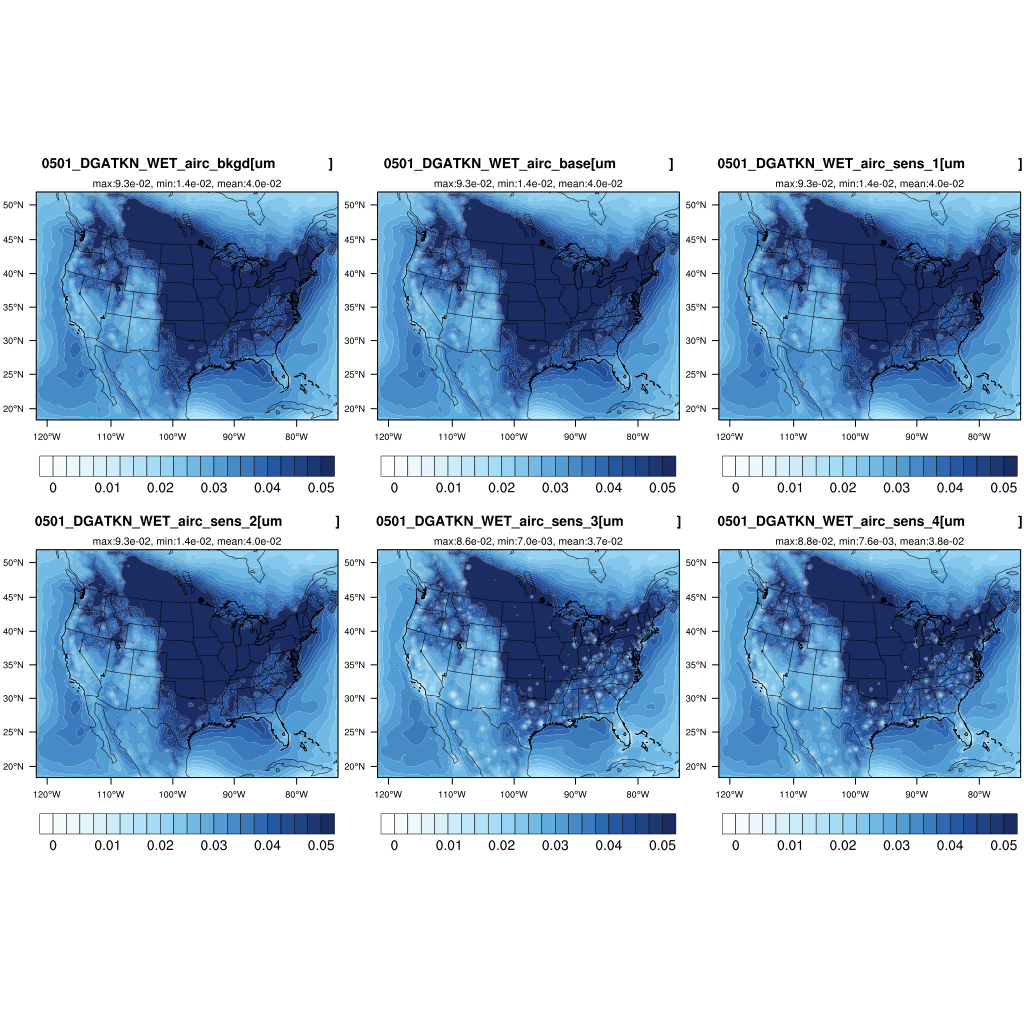 0501_DGATKN_WET_airc_bkgd[um ]
max:9.3e-02, min:1.4e-02, mean:4.0e-02
50°N
45°N
40°N
35°N
30°N
25°N
20°N
120°W 110°W 100°W 90°W 80°W
0 0.01 0.02 0.03 0.04 0.05
0501_DGATKN_WET_airc_base[um ]
max:9.3e-02, min:1.4e-02, mean:4.0e-02
50°N
45°N
40°N
35°N
30°N
25°N
20°N
120°W 110°W 100°W 90°W 80°W
0 0.01 0.02 0.03 0.04 0.05
0501_DGATKN_WET_airc_sens_1[um ]
max:9.3e-02, min:1.4e-02, mean:4.0e-02
50°N
45°N
40°N
35°N
30°N
25°N
20°N
120°W 110°W 100°W 90°W 80°W
0 0.01 0.02 0.03 0.04 0.05
0501_DGATKN_WET_airc_sens_2[um ]
max:9.3e-02, min:1.4e-02, mean:4.0e-02
50°N
45°N
40°N
35°N
30°N
25°N
20°N
120°W 110°W 100°W 90°W 80°W
0 0.01 0.02 0.03 0.04 0.05
0501_DGATKN_WET_airc_sens_3[um ]
max:8.6e-02, min:7.0e-03, mean:3.7e-02
50°N
45°N
40°N
35°N
30°N
25°N
20°N
120°W 110°W 100°W 90°W 80°W
0 0.01 0.02 0.03 0.04 0.05
0501_DGATKN_WET_airc_sens_4[um ]
max:8.8e-02, min:7.6e-03, mean:3.8e-02
50°N
45°N
40°N
35°N
30°N
25°N
20°N
120°W 110°W 100°W 90°W 80°W
0 0.01 0.02 0.03 0.04 0.05